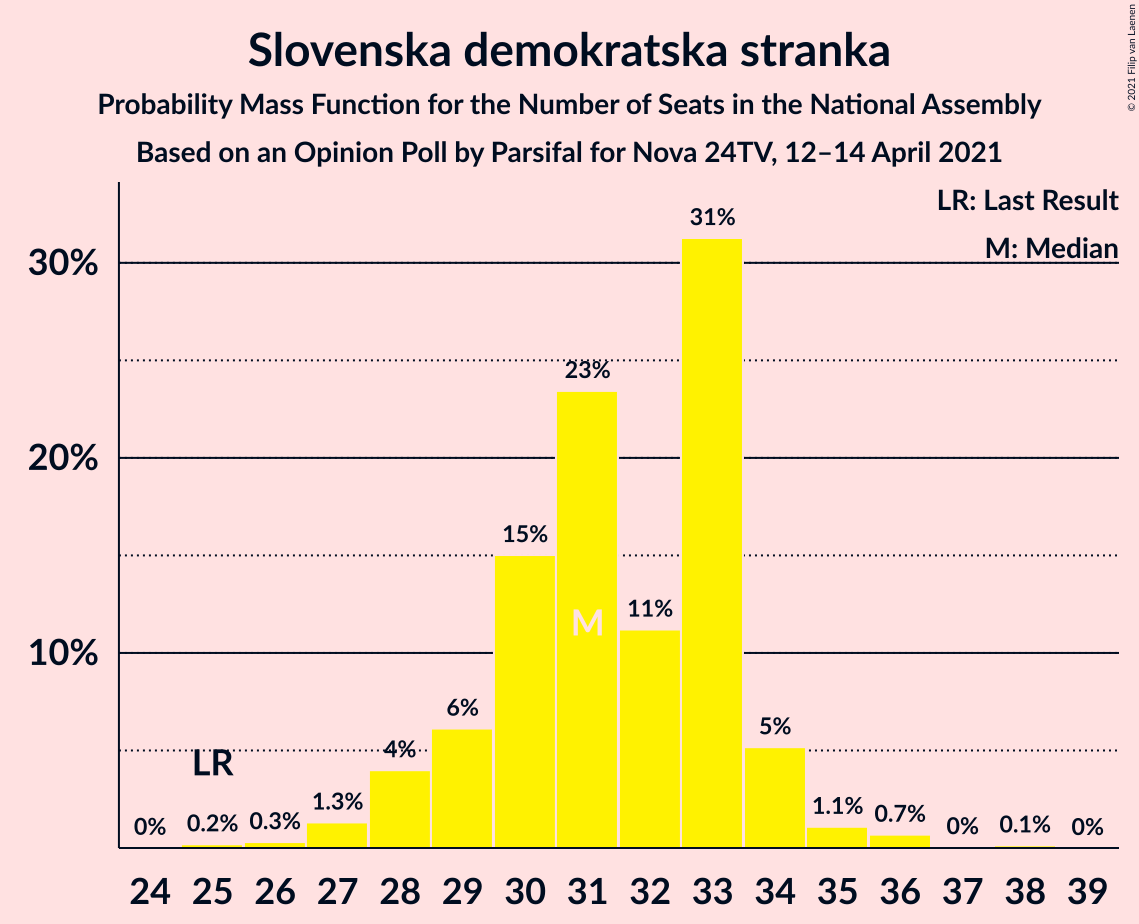 Slovenska demokratska stranka
Probability Mass Function for the Number of Seats in the National Assembly
Based on an Opinion Poll by Parsifal for Nova 24TV, 12–14 April 2021
© 2021 Filip van Laenen
LR: Last Result
M: Median
30%
20%
10%
0%
0.2%
0.3%
1.3%
4%
6%
15%
23%
11%
31%
5%
1.1%
0.7%
0%
0.1%
0%
LR
M
24 25 26 27 28 29 30 31 32 33 34 35 36 37 38 39